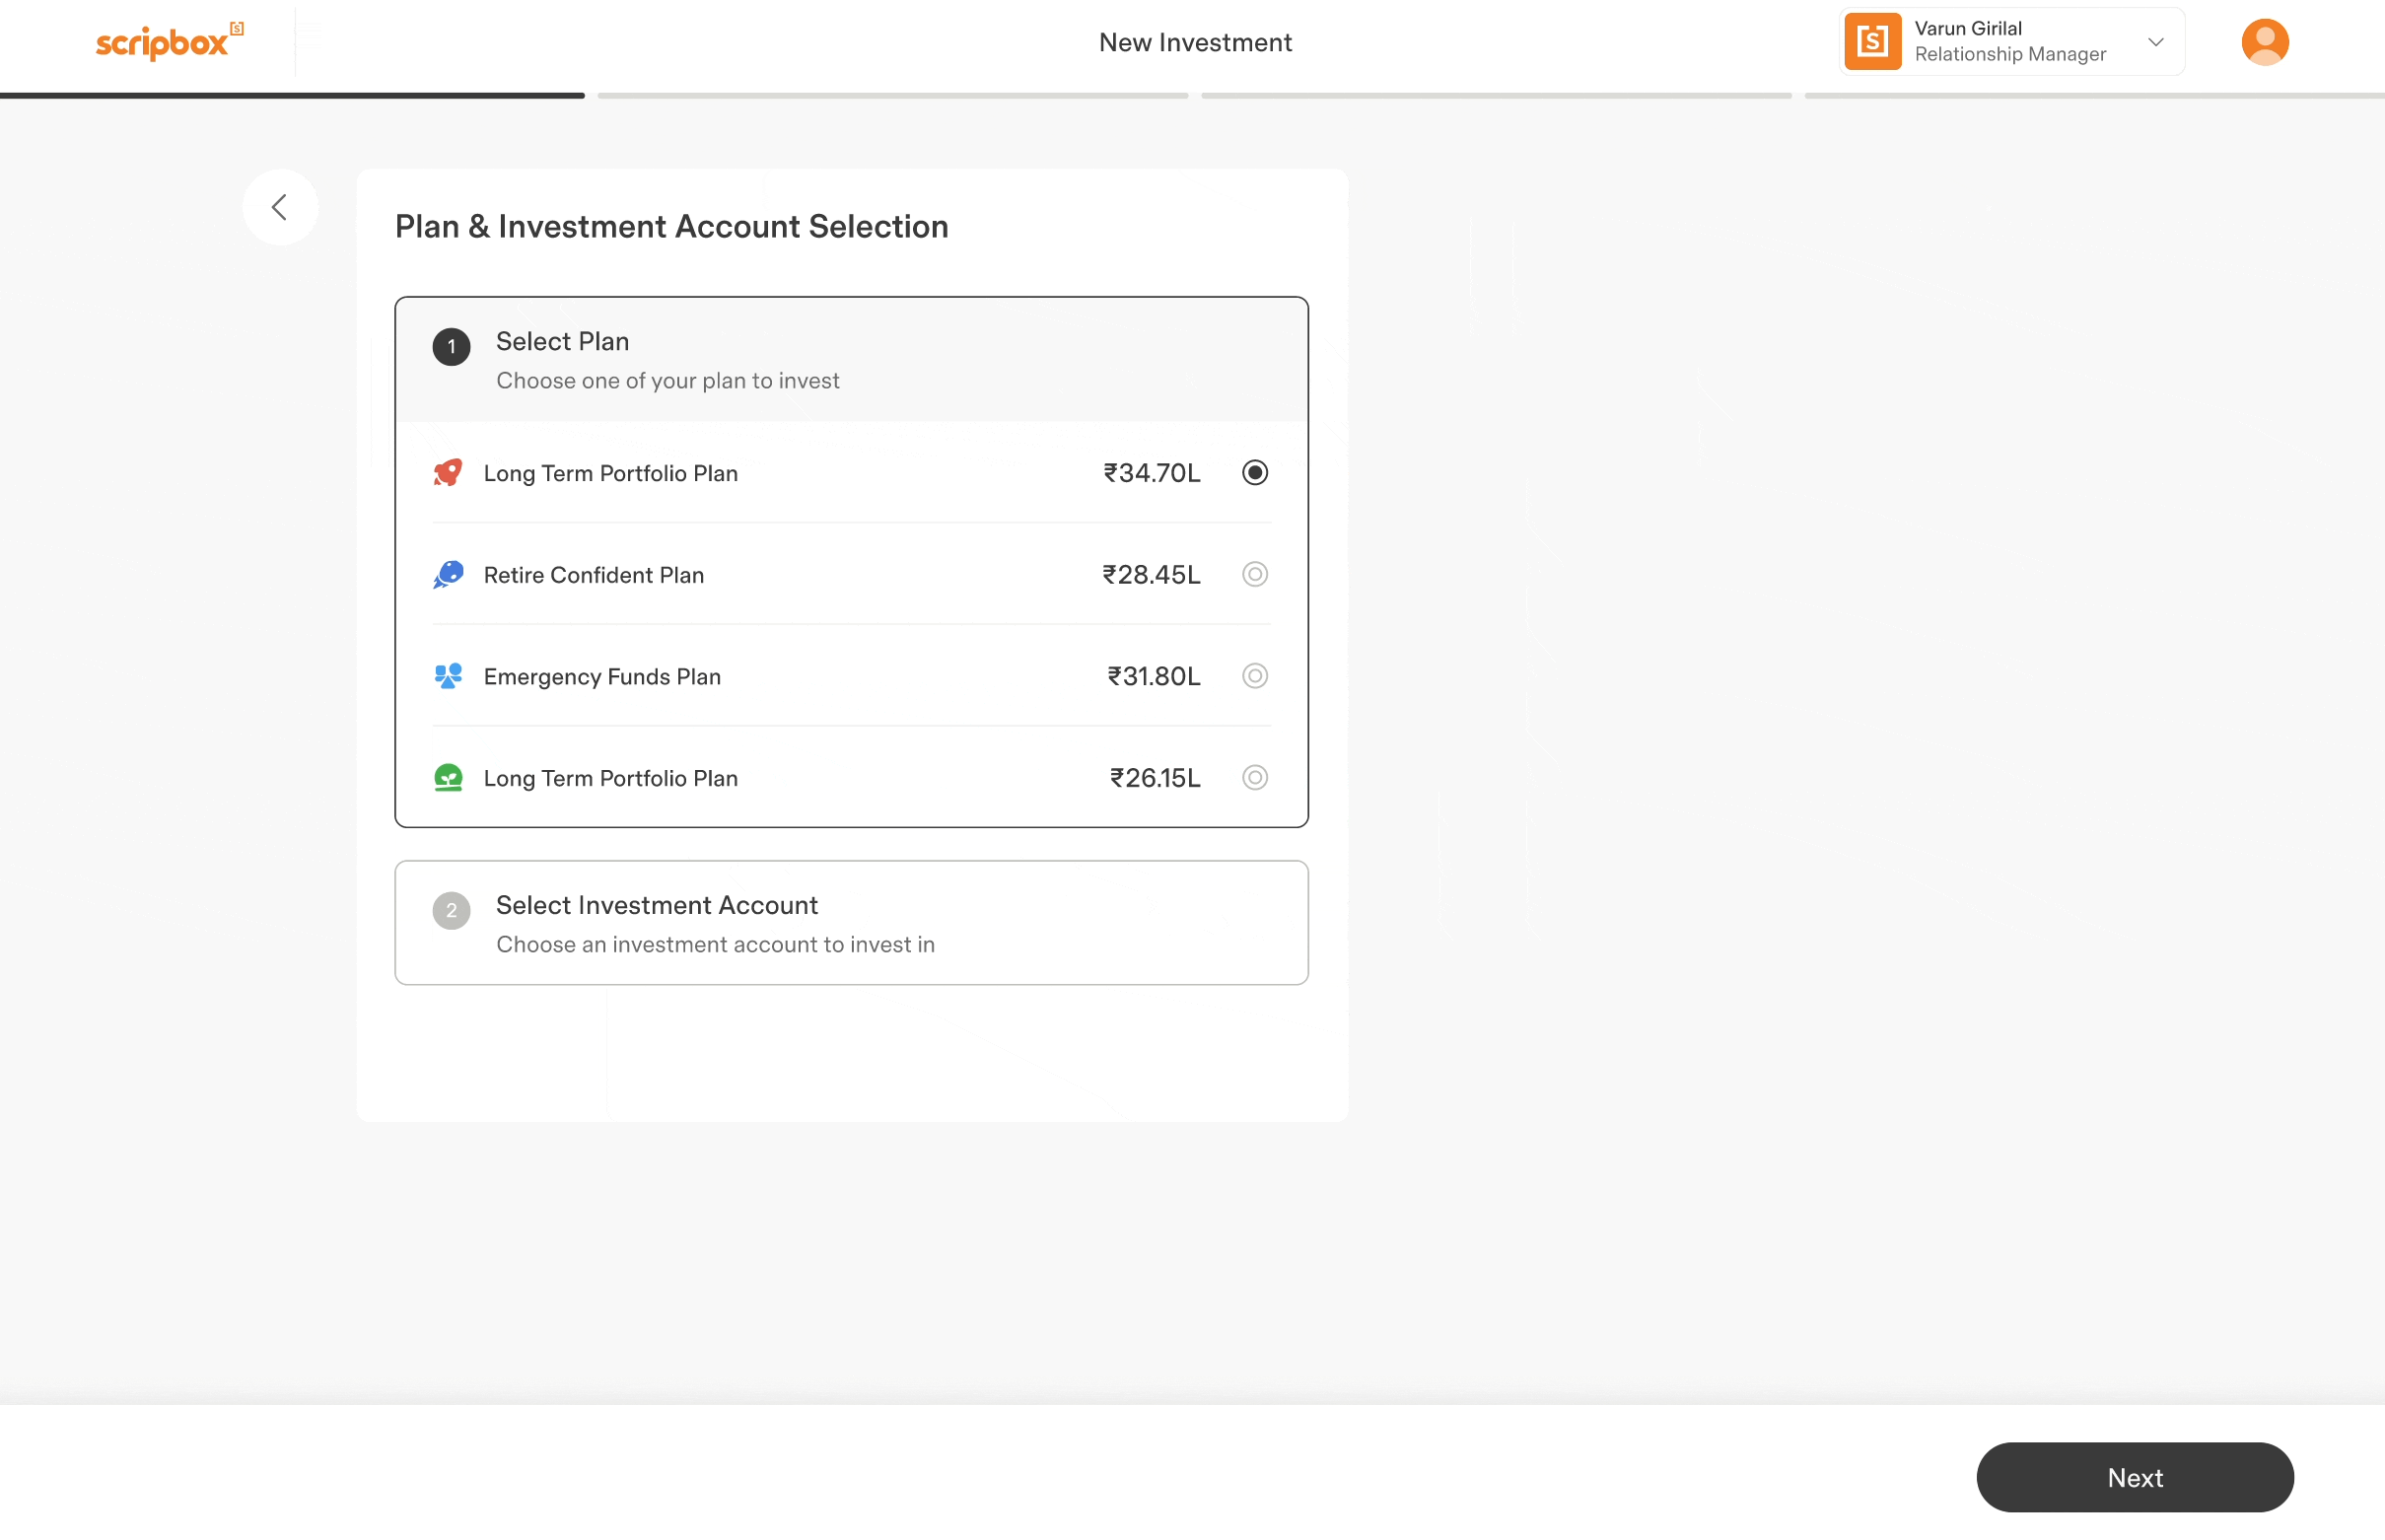 scripbox [S]
New Investment
[S]
Varun Girilal
Relationship Manager
Plan & Investment Account Selection
1
Select Plan
Choose one of your plan to invest
Long Term Portfolio Plan ₹34.70L
Retire Confident Plan ₹28.45L
Emergency Funds Plan ₹31.80L
Long Term Portfolio Plan ₹26.15L
2
Select Investment Account
Choose an investment account to invest in
Next